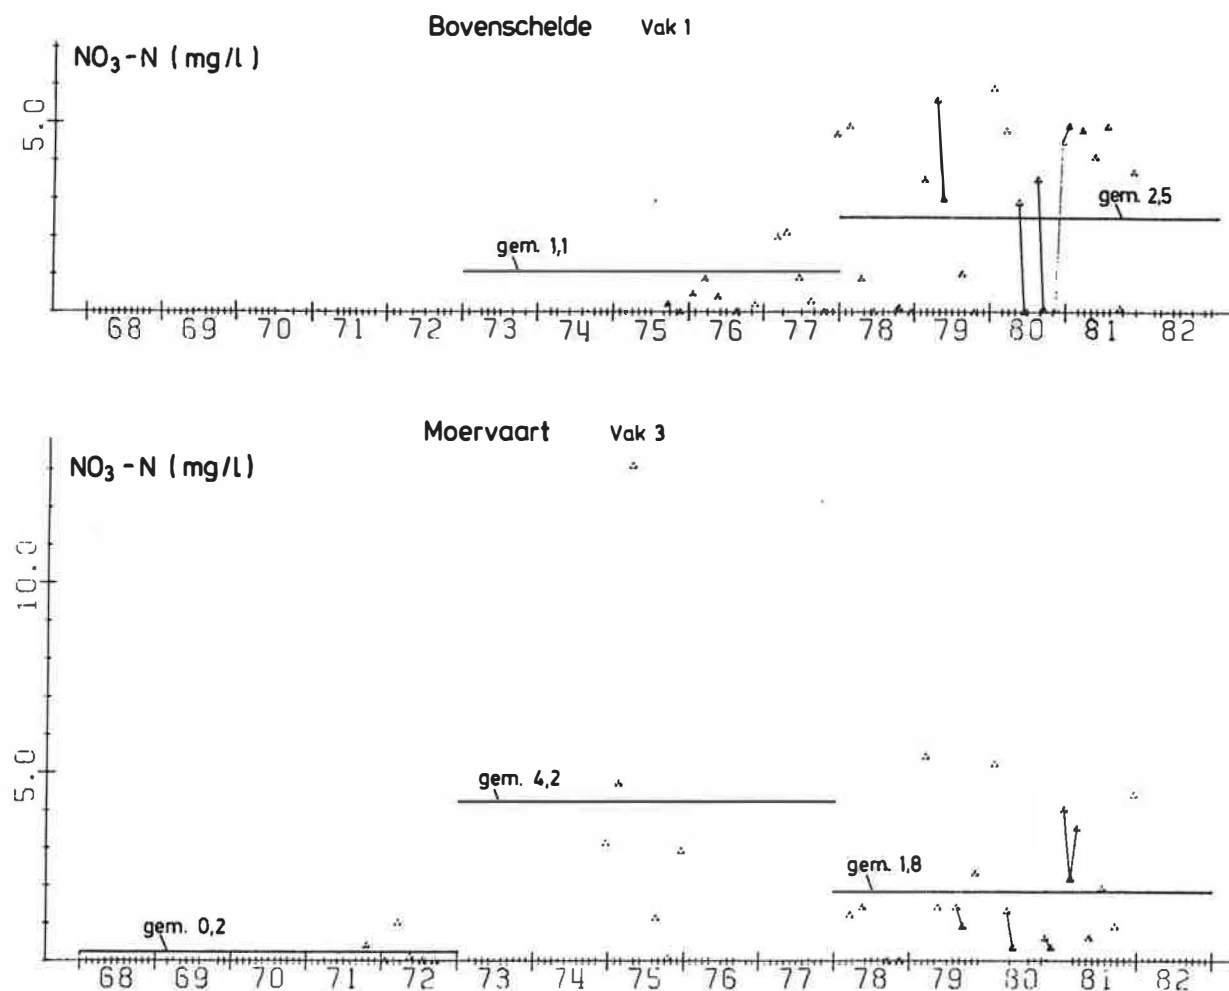 Bovenschelde Vak 1
NO₃-N (mg/l)
5.0
gem. 2,5
gem. 1,1
68 69 70 71 72 73 74 75 76 77 78 79 80 81 82
Moervaart Vak 3
NO₃-N (mg/l)
10.0
5.0
gem. 4,2
gem. 1,8
gem. 0,2
68 69 70 71 72 73 74 75 76 77 78 79 80 81 82